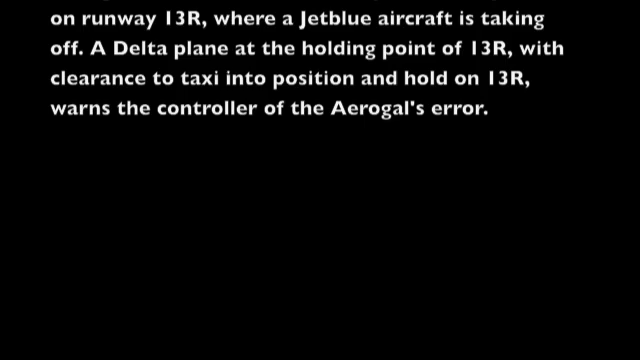 on runway 13R, where a Jetblue aircraft is taking
off. A Delta plane at the holding point of 13R, with
clearance to taxi into position and hold on 13R,
warns the controller of the Aerogal's error.